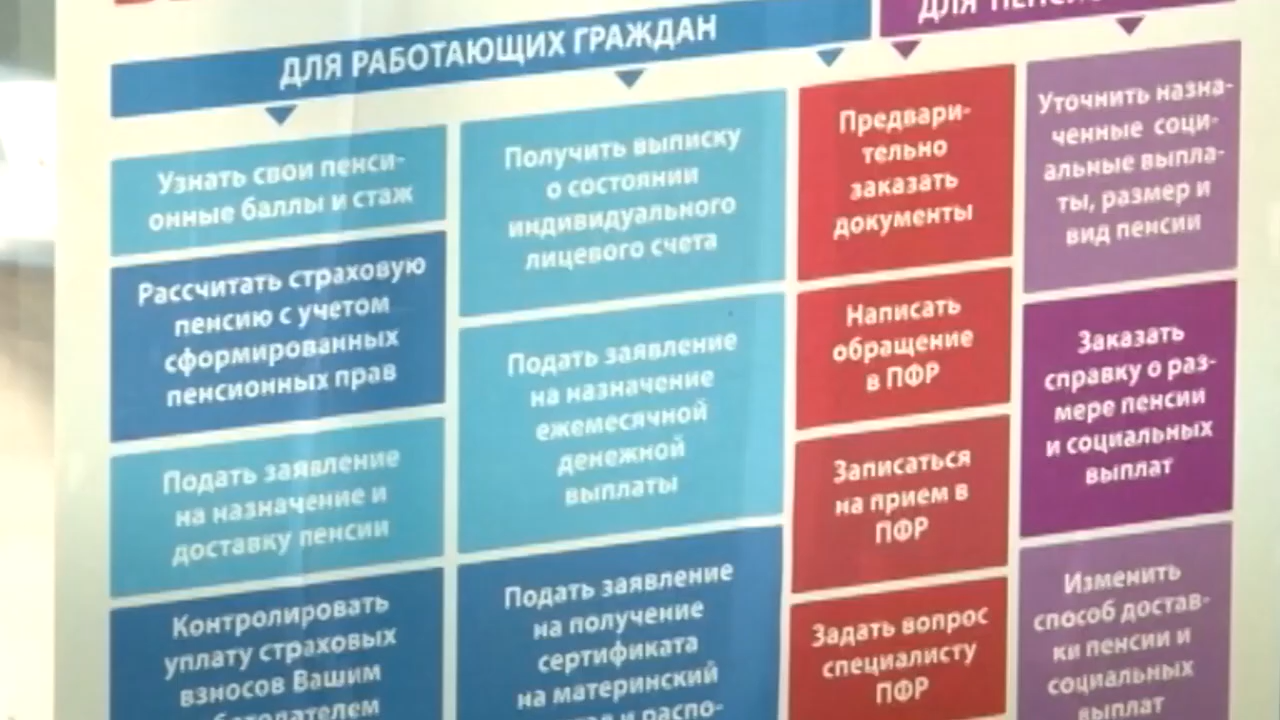 ДЛЯ РАБОТАЮЩИХ ГРАЖДАН
ДЛЯ
Узнать свои пенси-
онные баллы и стаж
Рассчитать страховую
пенсию с учетом
сформированных
пенсионных прав
Подать заявление
на назначение и
доставку пенсии
Контролировать
уплату страховых
взносов Вашим
Получить выписку
о состоянии
индивидуального
лицевого счета
Подать заявление
на назначение
ежемесячной
денежной
выплаты
Подать заявление
на получение
сертификата
на материнский
и распо-
Предвари-
тельно
заказать
документы
Написать
обращение
в ПФР
Записаться
на прием в
ПФР
Задать вопрос
специалисту
ПФР
Уточнить назна-
ченные соци-
альные выпла-
ты, размер и
вид пенсии
Заказать
справку о раз-
мере пенсии
и социальных
выплат
Изменить
способ достав-
ки пенсии и
социальных
выплат